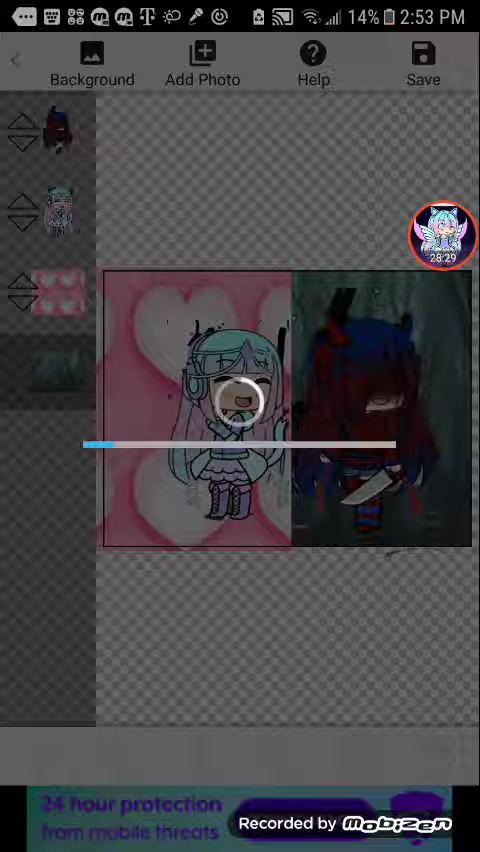 14% 2:53 PM
Background Add Photo Help Save
28:29
24 hour protection
from mobile threats
Recorded by mobizen